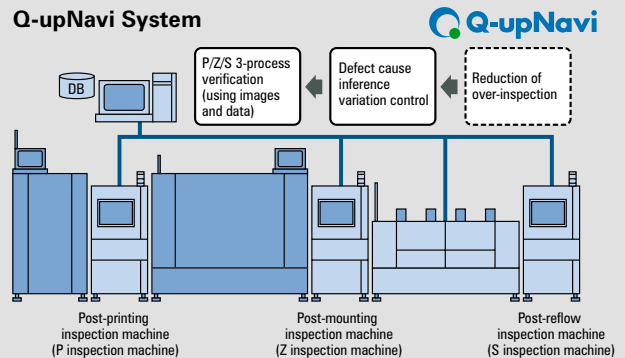 Q-upNavi System
Q-upNavi
DB
P/Z/S 3-process
verification
(using images
and data)
Defect cause
inference
variation control
Reduction of
over-inspection
Post-printing
inspection machine
(P inspection machine)
Post-mounting
inspection machine
(Z inspection machine)
Post-reflow
inspection machine
(S inspection machine)